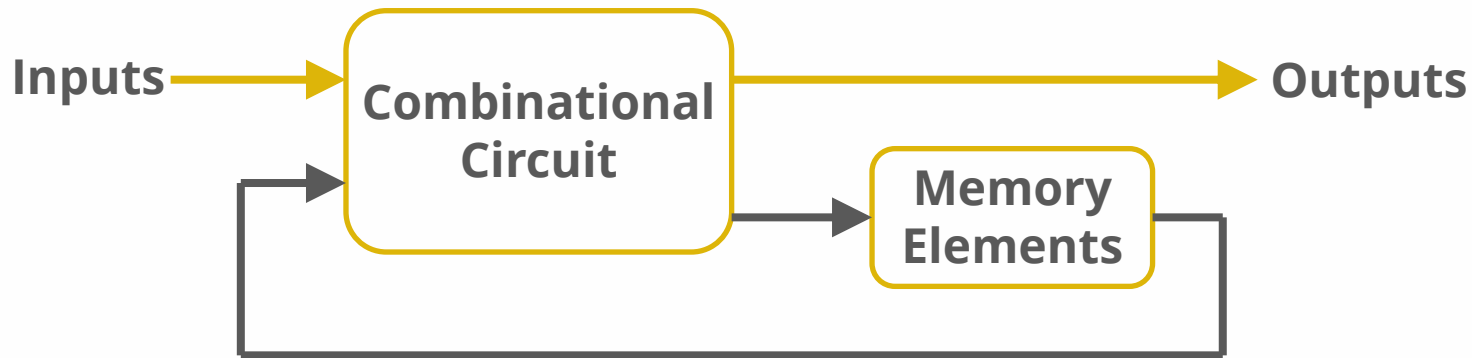 Inputs
Combinational
Circuit
Outputs
Memory
Elements